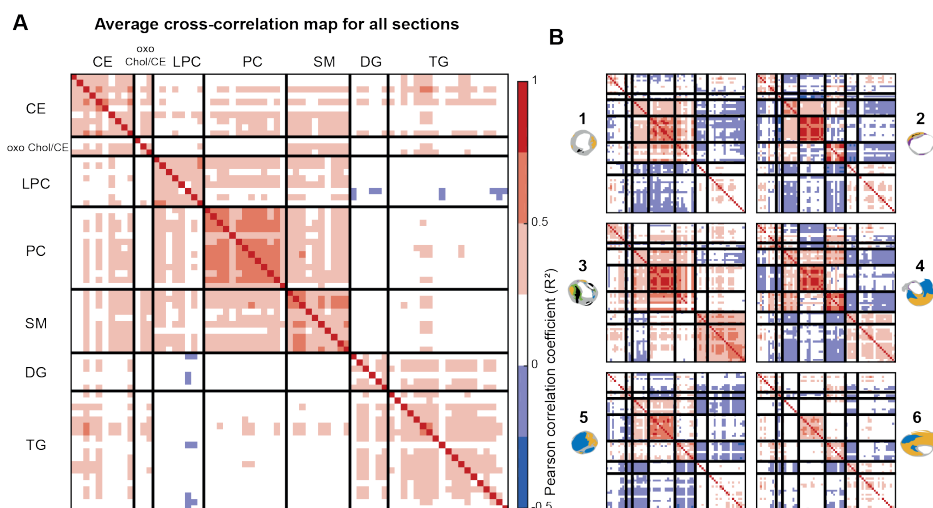 A
Average cross-correlation map for all sections
CE
oxo
Chol/CE
LPC
PC
SM
DG
TG
CE
oxo Chol/CE
LPC
PC
SM
DG
TG
1
0.5
0
-0.5
Pearson correlation coefficient (R²)
B
1
2
3
4
5
6